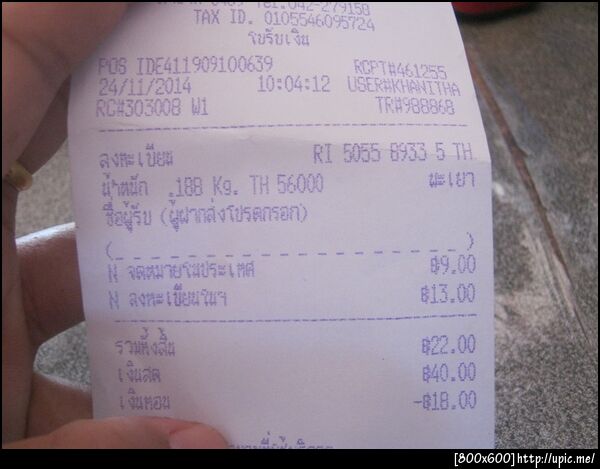 TAX ID. 0105546095724
ใบรับเงิน
POS IDE411909100639 RCPT#461255
24/11/2014 10:04:12 USER#KHANITHA
RC#303008 W1 TR#988868
ลงทะเบียน RI 5055 8933 5 TH
น้ำหนัก .188 Kg. TH 56000 พะเยา
ชื่อผู้รับ (ผู้ฝากส่งโปรดกรอก)
(_ _ _ _ _ _ _ _ _ _ _ _ _ _ _ _ _)
N จดหมายในประเทศ ฿9.00
N ลงทะเบียนในฯ ฿13.00
รวมทั้งสิ้น ฿22.00
เงินสด ฿40.00
เงินทอน -฿18.00
[800x600]http://upic.me/